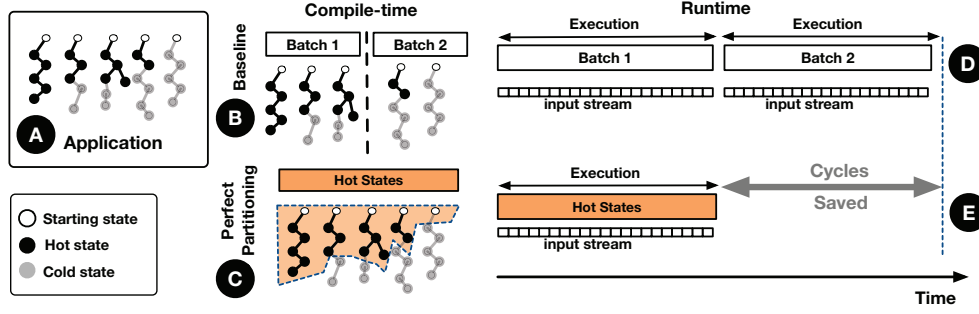 Compile-time
Runtime
A
Application
Starting state
Hot state
Cold state
Baseline
B
Batch 1
Batch 2
Perfect
Partitioning
C
Hot States
Execution
Execution
Batch 1
Batch 2
input stream
input stream
D
Execution
Hot States
input stream
Cycles
Saved
E
Time